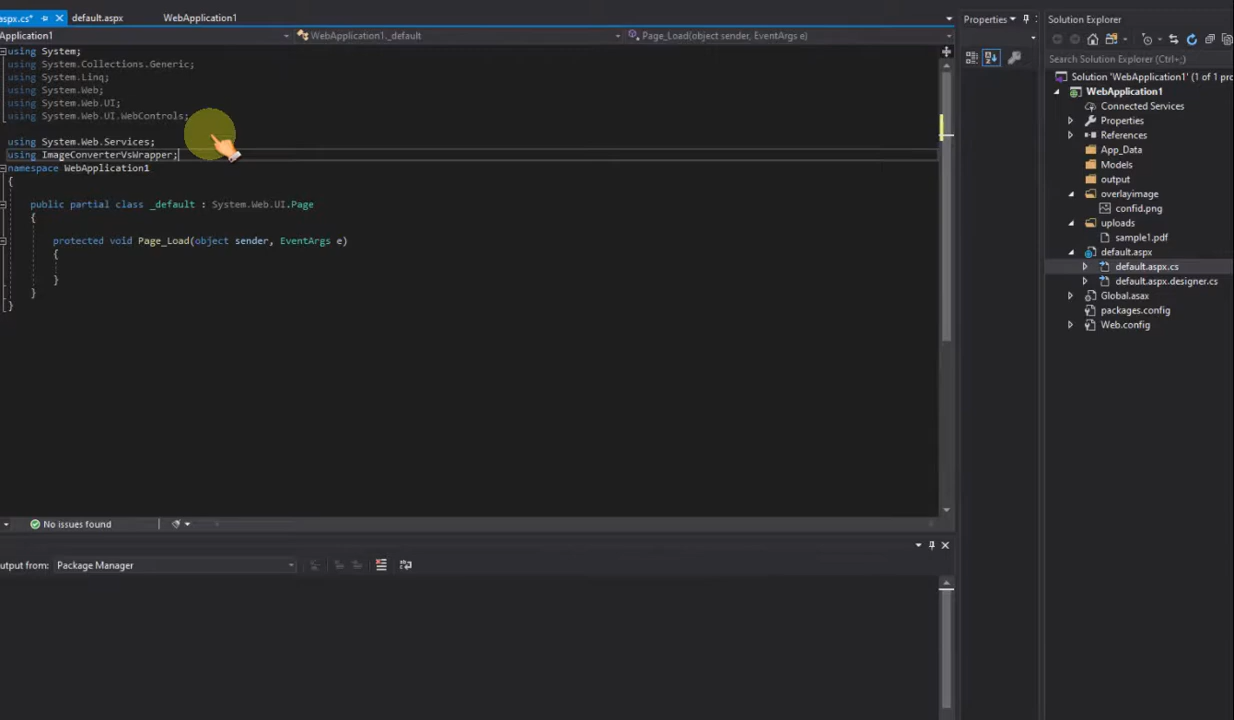 aspx.cs*
default.aspx
WebApplication1
Application1
WebApplication1._default
Page_Load(object sender, EventArgs e)
using System;
using System.Collections.Generic;
using System.Linq;
using System.Web;
using System.Web.UI;
using System.Web.UI.WebControls;
using System.Web.Services;
using ImageConverterVsWrapper;
namespace WebApplication1
{
public partial class _default : System.Web.UI.Page
{
protected void Page_Load(object sender, EventArgs e)
{
}
}
}
No issues found
utput from:
Package Manager
Properties
Solution Explorer
Search Solution Explorer (Ctrl+;)
Solution 'WebApplication1' (1 of 1 pro
WebApplication1
Connected Services
Properties
References
App_Data
Models
output
overlayimage
confid.png
uploads
sample1.pdf
default.aspx
default.aspx.cs
default.aspx.designer.cs
Global.asax
packages.config
Web.config